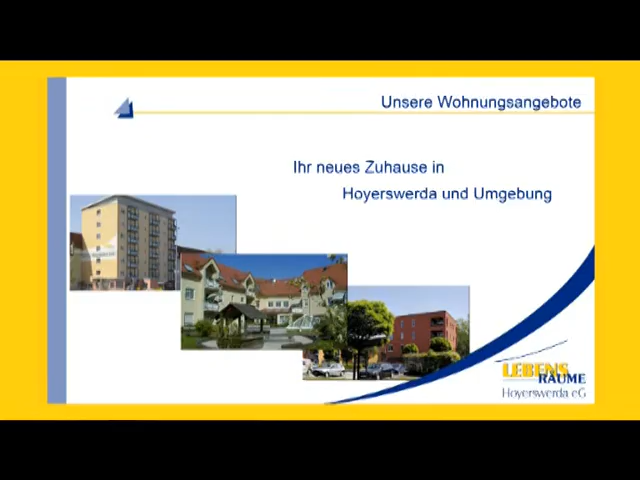 Unsere Wohnungsangebote
Ihr neues Zuhause in
Hoyerswerda und Umgebung
LEBENS
RÄUME
Hoyerswerda eG